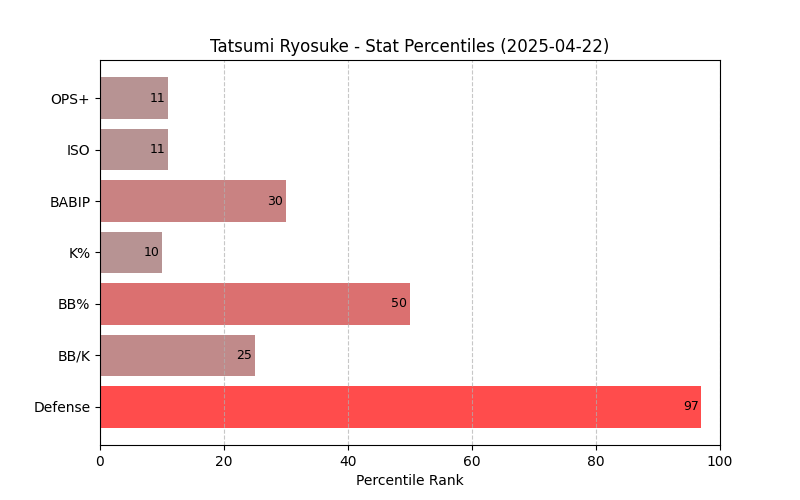 Tatsumi Ryosuke - Stat Percentiles (2025-04-22)
OPS+ 11
ISO 11
BABIP 30
K% 10
BB% 50
BB/K 25
Defense 97
0 20 40 60 80 100
Percentile Rank